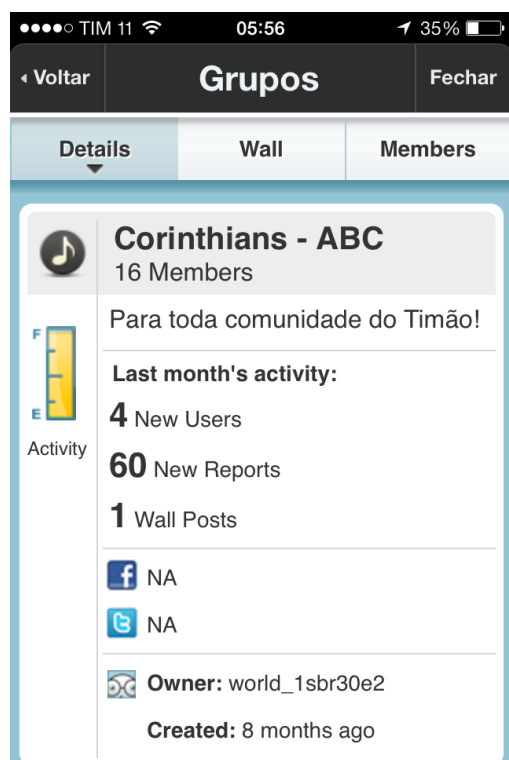 TIM 11 05:56 35%
Voltar Grupos Fechar
Details Wall Members
Corinthians - ABC
16 Members
Para toda comunidade do Timão!
F
E
Activity
Last month's activity:
4 New Users
60 New Reports
1 Wall Posts
NA
NA
Owner: world_1sbr30e2
Created: 8 months ago